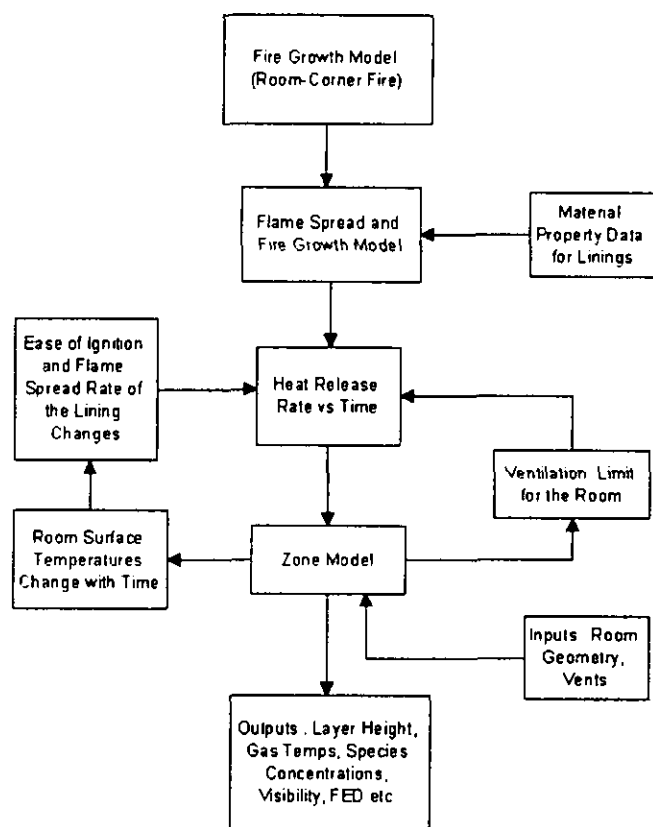 Fire Growth Model
(Room-Corner Fire)
Flame Spread and
Fire Growth Model
Material
Property Data
for Linings
Ease of Ignition
and Flame
Spread Rate of
the Lining
Changes
Heat Release
Rate vs Time
Ventilation Limit
for the Room
Room Surface
Temperatures
Change with Time
Zone Model
Inputs Room
Geometry,
Vents
Outputs . Layer Height,
Gas Temps, Species
Concentrations,
Visibility, FED etc